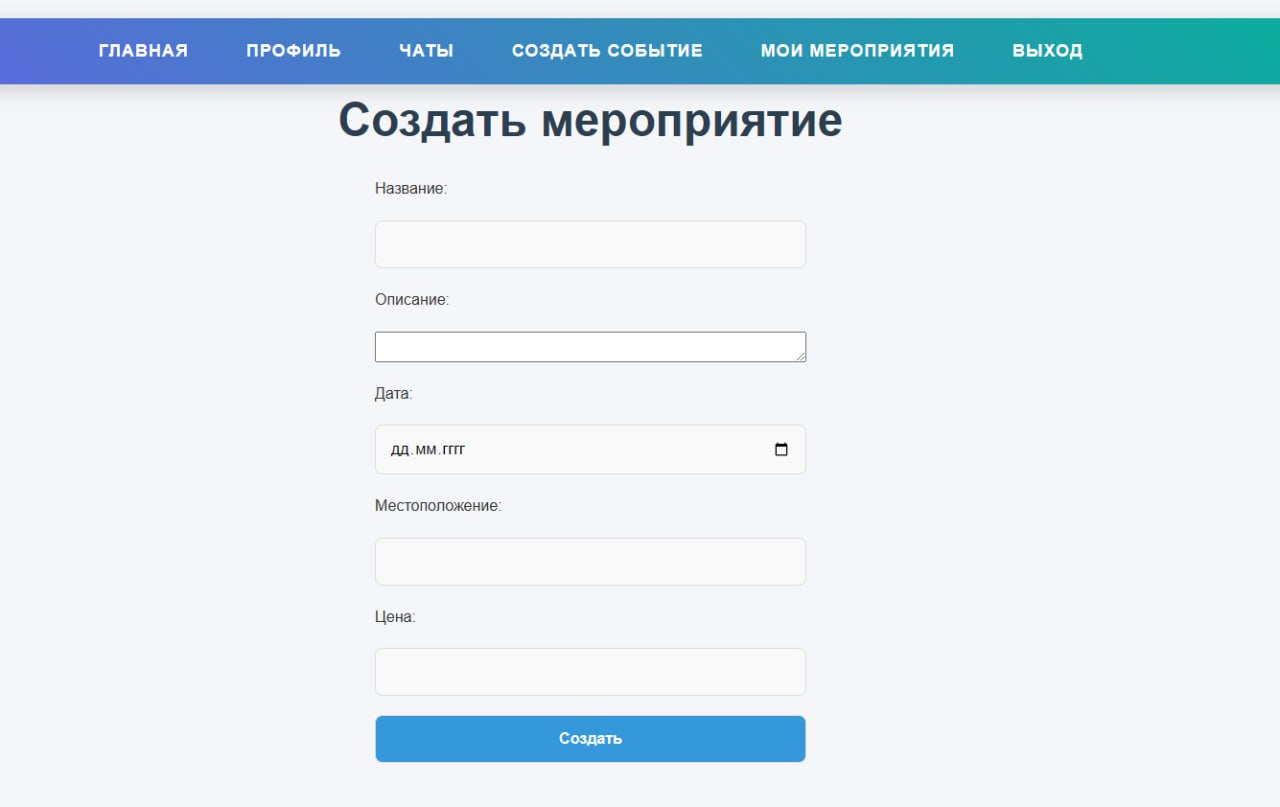 ГЛАВНАЯ ПРОФИЛЬ ЧАТЫ СОЗДАТЬ СОБЫТИЕ МОИ МЕРОПРИЯТИЯ ВЫХОД
Создать мероприятие
Название:
Описание:
Дата:
дд.мм.гггг
Местоположение:
Цена:
Создать